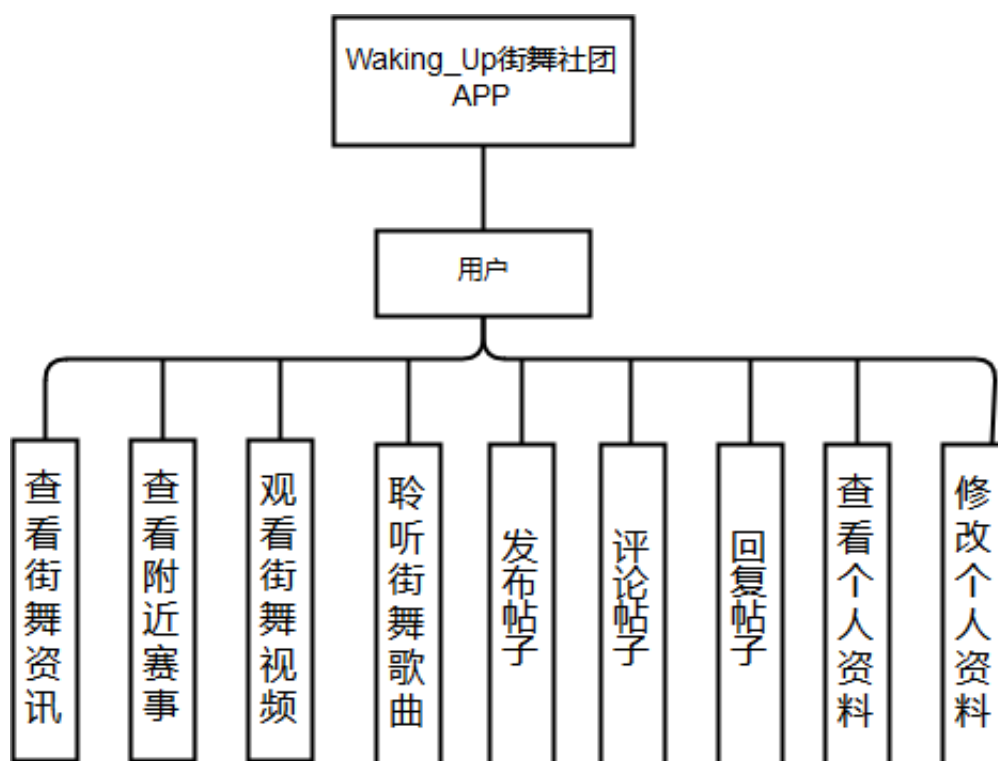 Waking_Up街舞社团
APP
用户
查看街舞资讯
查看附近赛事
观看街舞视频
聆听街舞歌曲
发布帖子
评论帖子
回复帖子
查看个人资料
修改个人资料